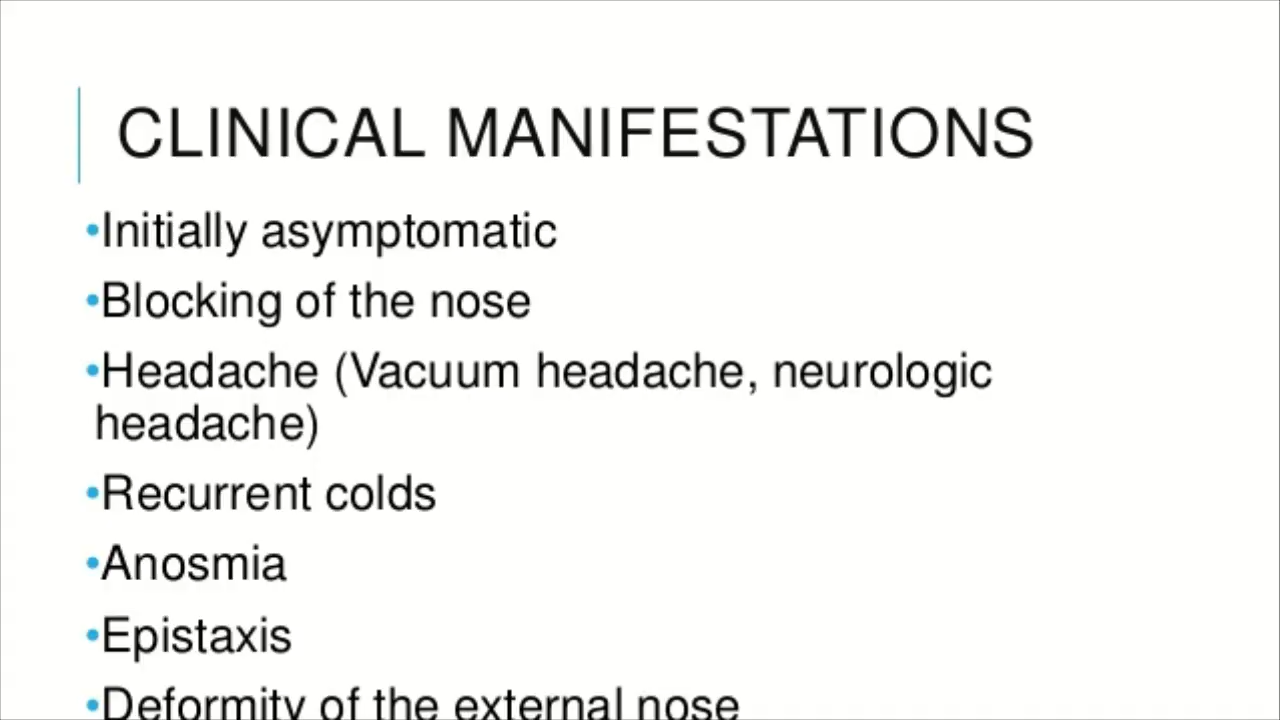 CLINICAL MANIFESTATIONS
•Initially asymptomatic
•Blocking of the nose
•Headache (Vacuum headache, neurologic
headache)
•Recurrent colds
•Anosmia
•Epistaxis
•Deformity of the external nose